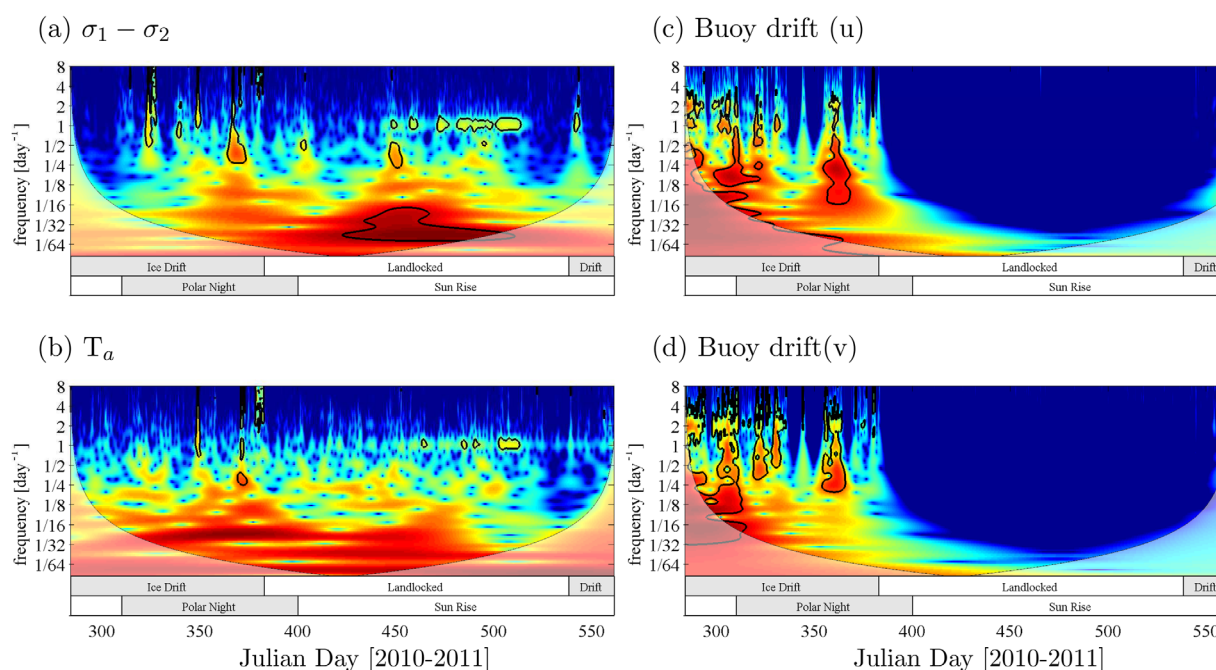 (a) σ₁ − σ₂
8
4
2
1
1/2
1/4
1/8
1/16
1/32
1/64
frequency [day⁻¹]
Ice Drift Landlocked Drift
Polar Night Sun Rise
(c) Buoy drift (u)
8
4
2
1
1/2
1/4
1/8
1/16
1/32
1/64
frequency [day⁻¹]
Ice Drift Landlocked Drift
Polar Night Sun Rise
(b) Tₐ
8
4
2
1
1/2
1/4
1/8
1/16
1/32
1/64
frequency [day⁻¹]
Ice Drift Landlocked Drift
Polar Night Sun Rise
300 350 400 450 500 550
Julian Day [2010-2011]
(d) Buoy drift(v)
8
4
2
1
1/2
1/4
1/8
1/16
1/32
1/64
frequency [day⁻¹]
Ice Drift Landlocked Drift
Polar Night Sun Rise
300 350 400 450 500 550
Julian Day [2010-2011]